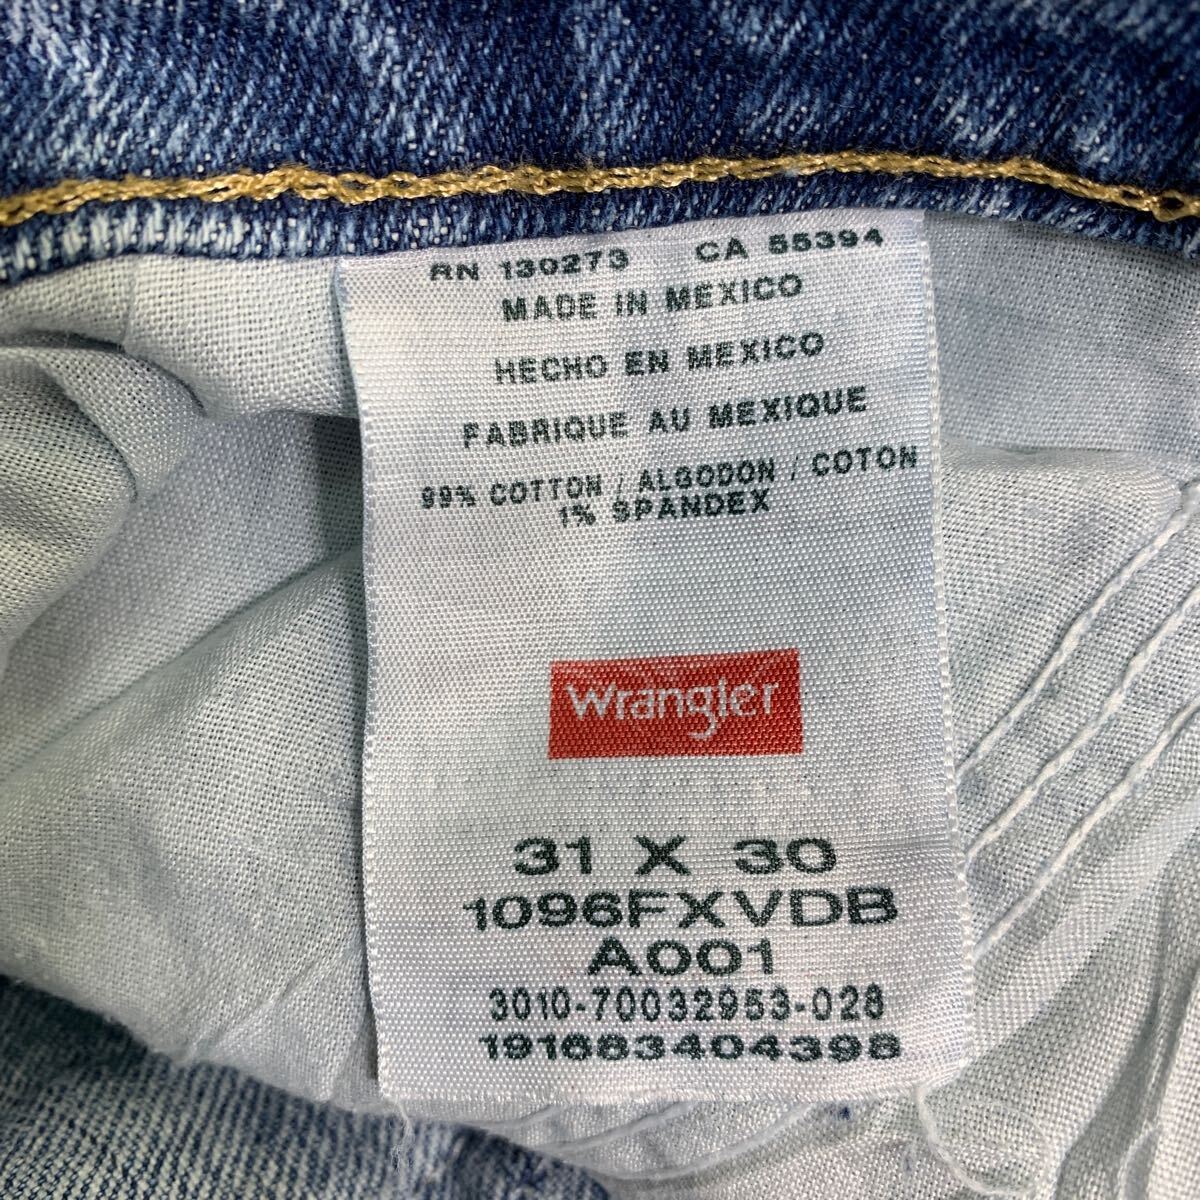 RN 130273 CA 55394
MADE IN MEXICO
HECHO EN MEXICO
FABRIQUE AU MEXIQUE
99% COTTON / ALGODON / COTON
1% SPANDEX
Wrangler
31 X 30
1096FXVDB
A001
3010-70032953-028
191683404398